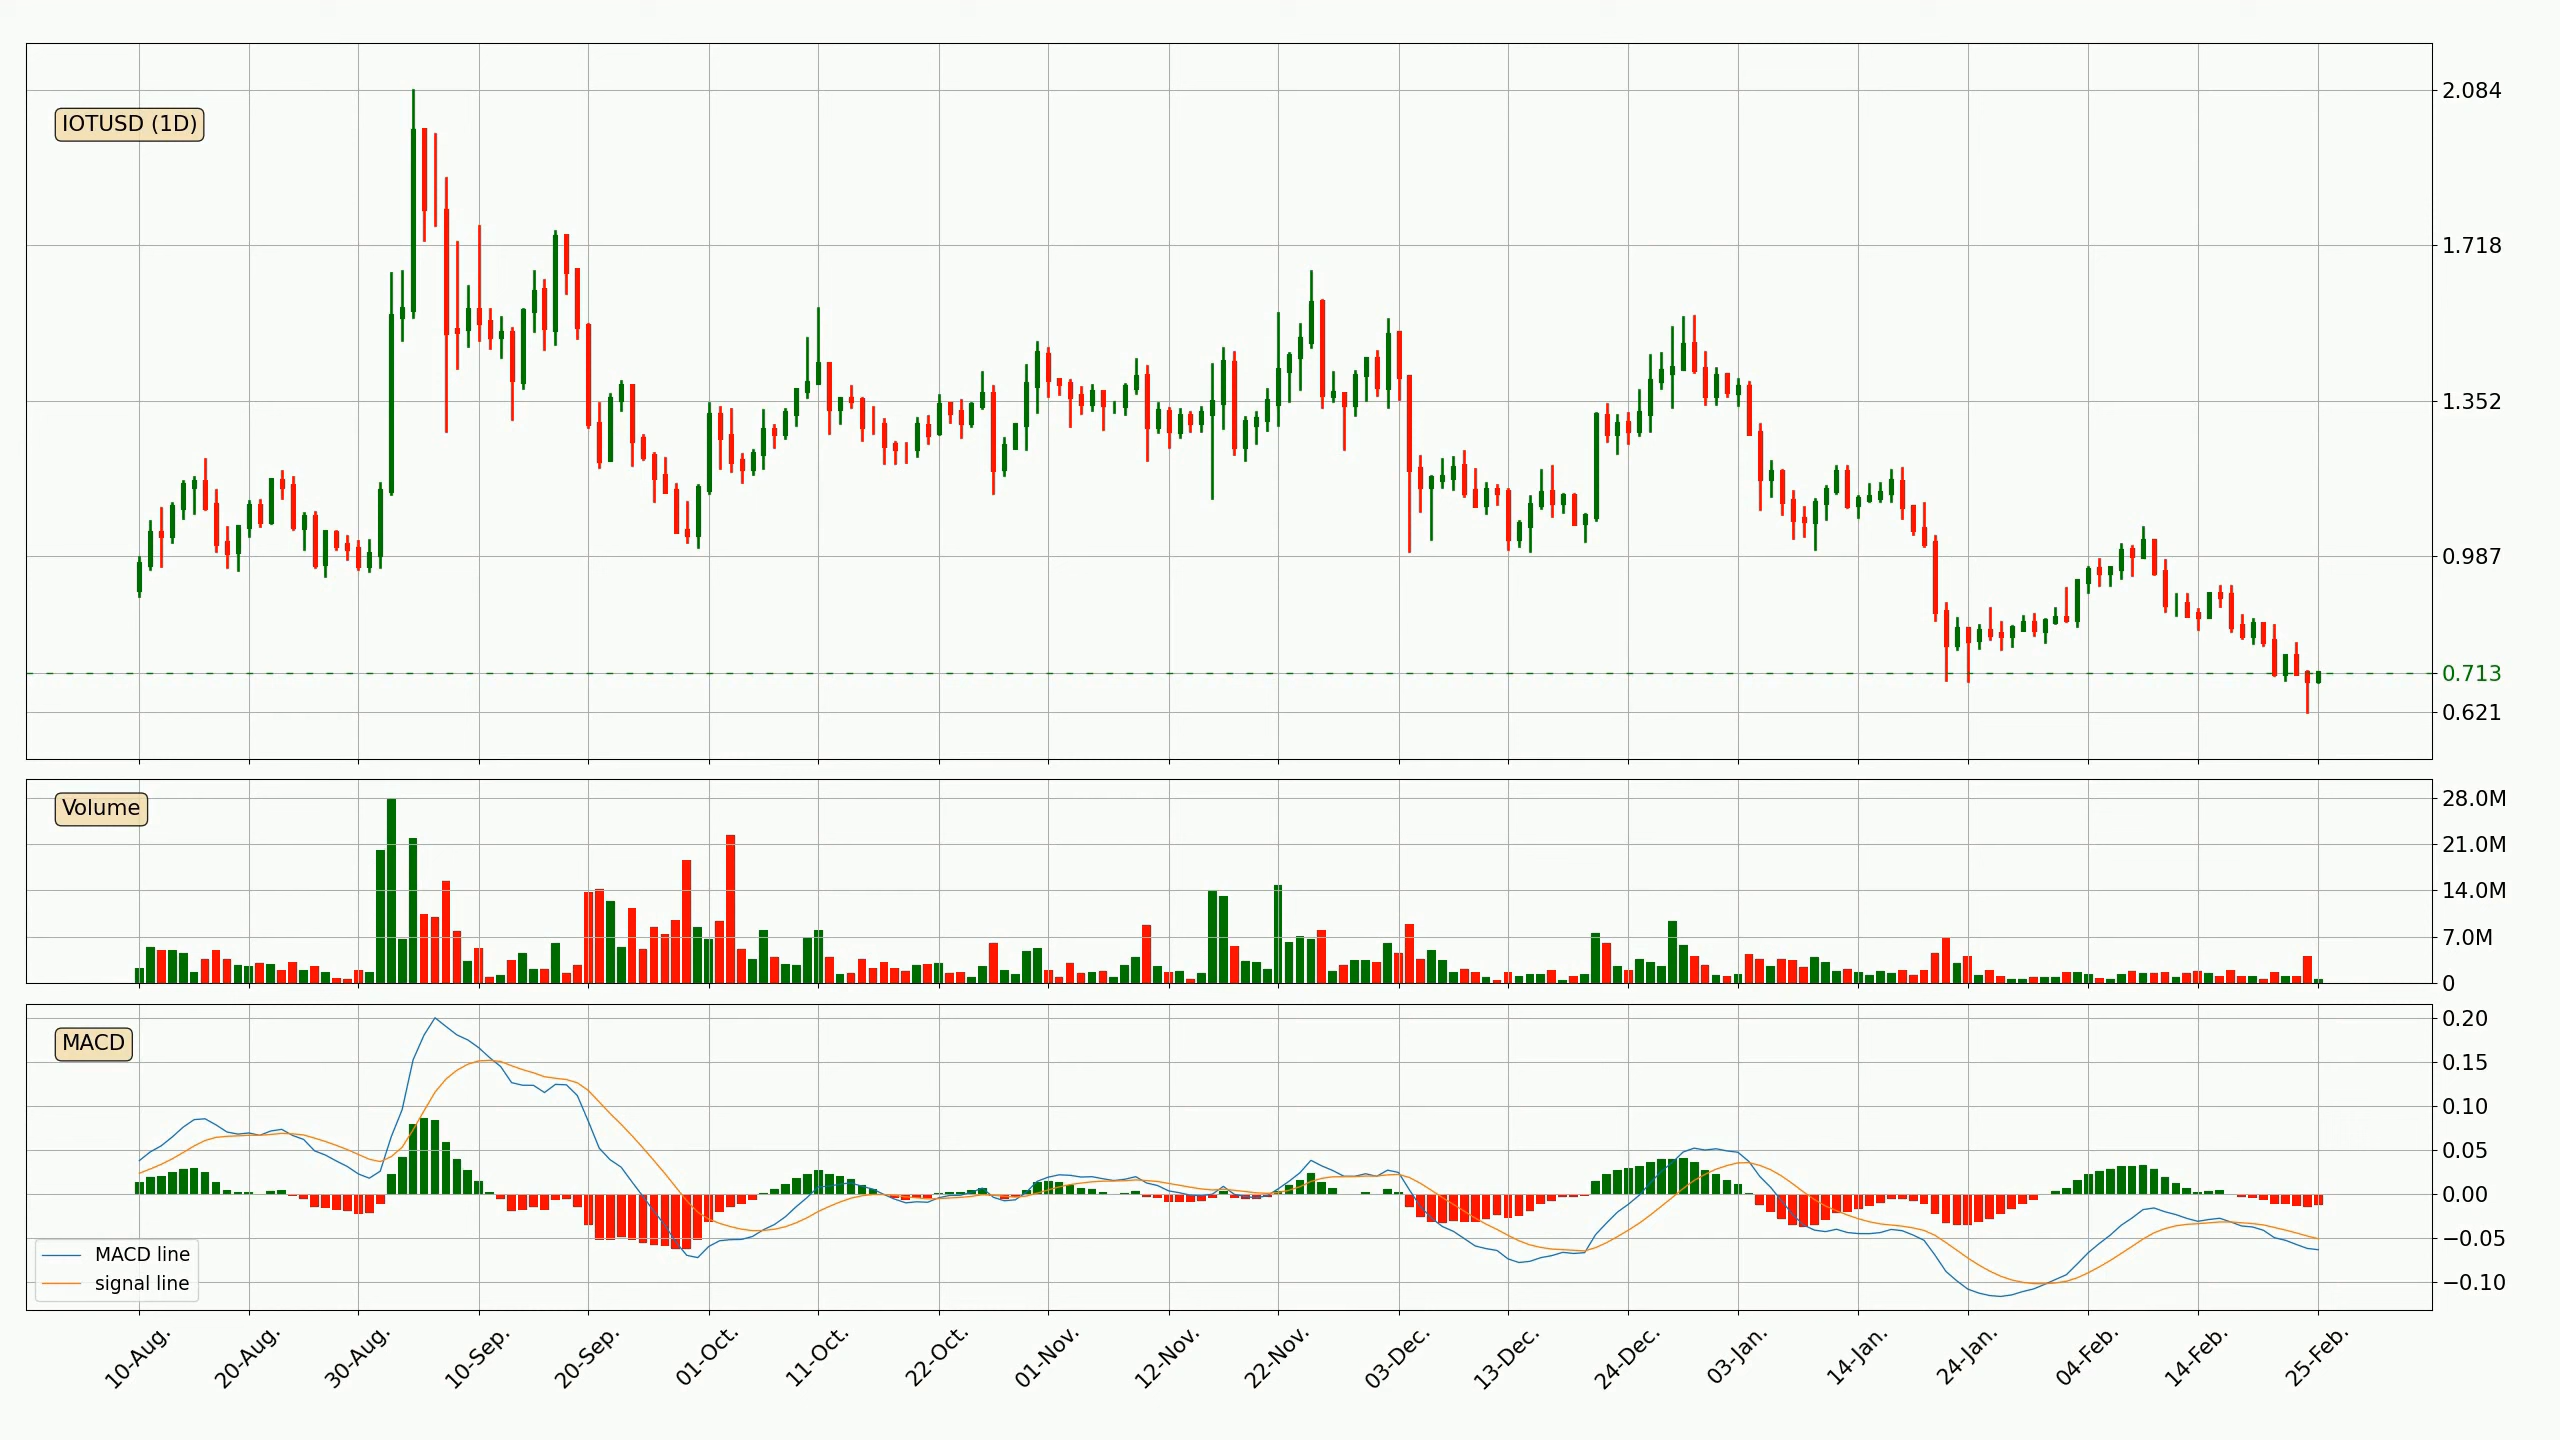 IOTUSD (1D)
2.084
1.718
1.352
0.987
0.713
0.621
Volume
28.0M
21.0M
14.0M
7.0M
0
MACD
0.20
0.15
0.10
0.05
0.00
−0.05
−0.10
MACD line
signal line
10-Aug.
20-Aug.
30-Aug.
10-Sep.
20-Sep.
01-Oct.
11-Oct.
22-Oct.
01-Nov.
12-Nov.
22-Nov.
03-Dec.
13-Dec.
24-Dec.
03-Jan.
14-Jan.
24-Jan.
04-Feb.
14-Feb.
25-Feb.